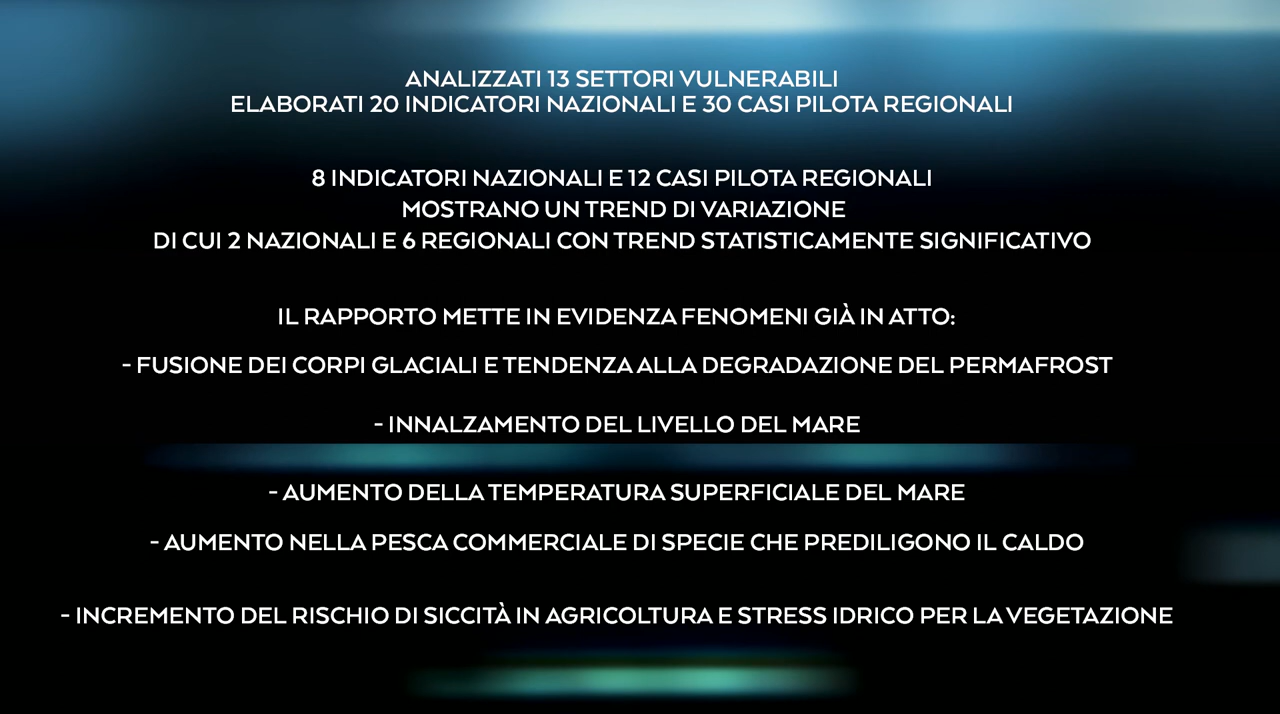 ANALIZZATI 13 SETTORI VULNERABILI
ELABORATI 20 INDICATORI NAZIONALI E 30 CASI PILOTA REGIONALI
8 INDICATORI NAZIONALI E 12 CASI PILOTA REGIONALI
MOSTRANO UN TREND DI VARIAZIONE
DI CUI 2 NAZIONALI E 6 REGIONALI CON TREND STATISTICAMENTE SIGNIFICATIVO
IL RAPPORTO METTE IN EVIDENZA FENOMENI GIÀ IN ATTO:
- FUSIONE DEI CORPI GLACIALI E TENDENZA ALLA DEGRADAZIONE DEL PERMAFROST
- INNALZAMENTO DEL LIVELLO DEL MARE
- AUMENTO DELLA TEMPERATURA SUPERFICIALE DEL MARE
- AUMENTO NELLA PESCA COMMERCIALE DI SPECIE CHE PREDILIGONO IL CALDO
- INCREMENTO DEL RISCHIO DI SICCITÀ IN AGRICOLTURA E STRESS IDRICO PER LA VEGETAZIONE